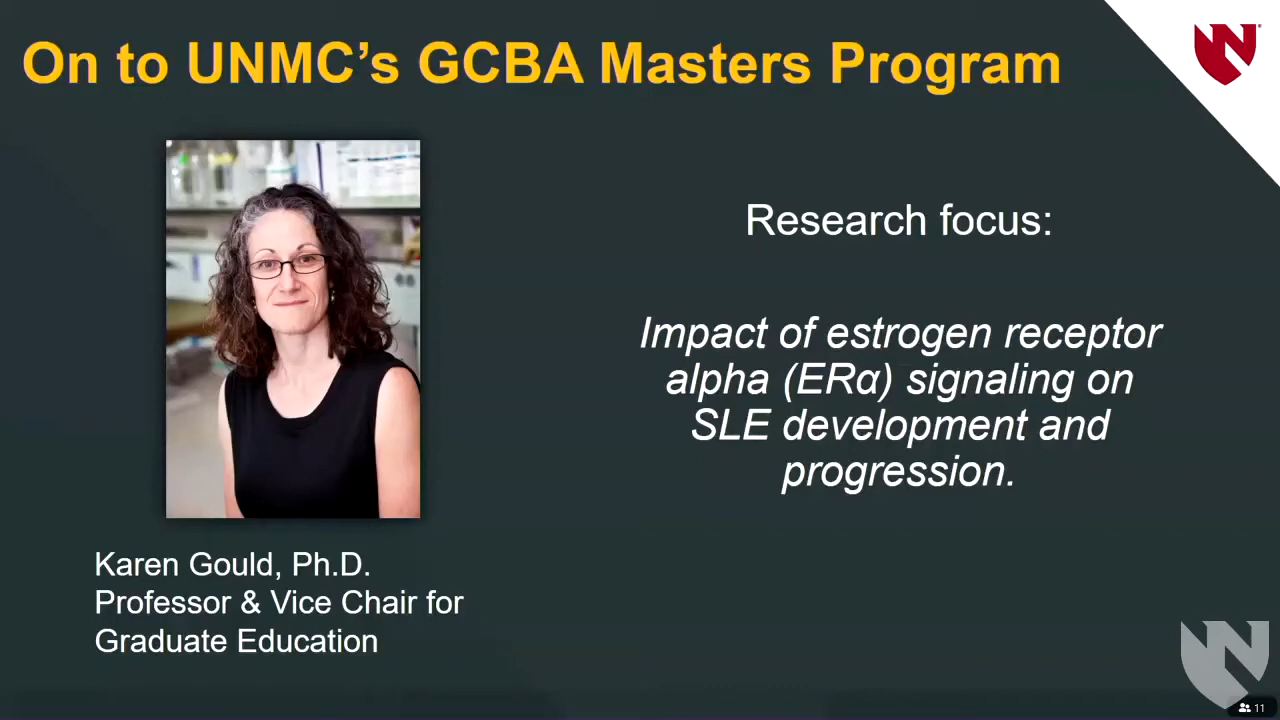 On to UNMC’s GCBA Masters Program
Research focus:
Impact of estrogen receptor
alpha (ERα) signaling on
SLE development and
progression.
Karen Gould, Ph.D.
Professor & Vice Chair for
Graduate Education
11